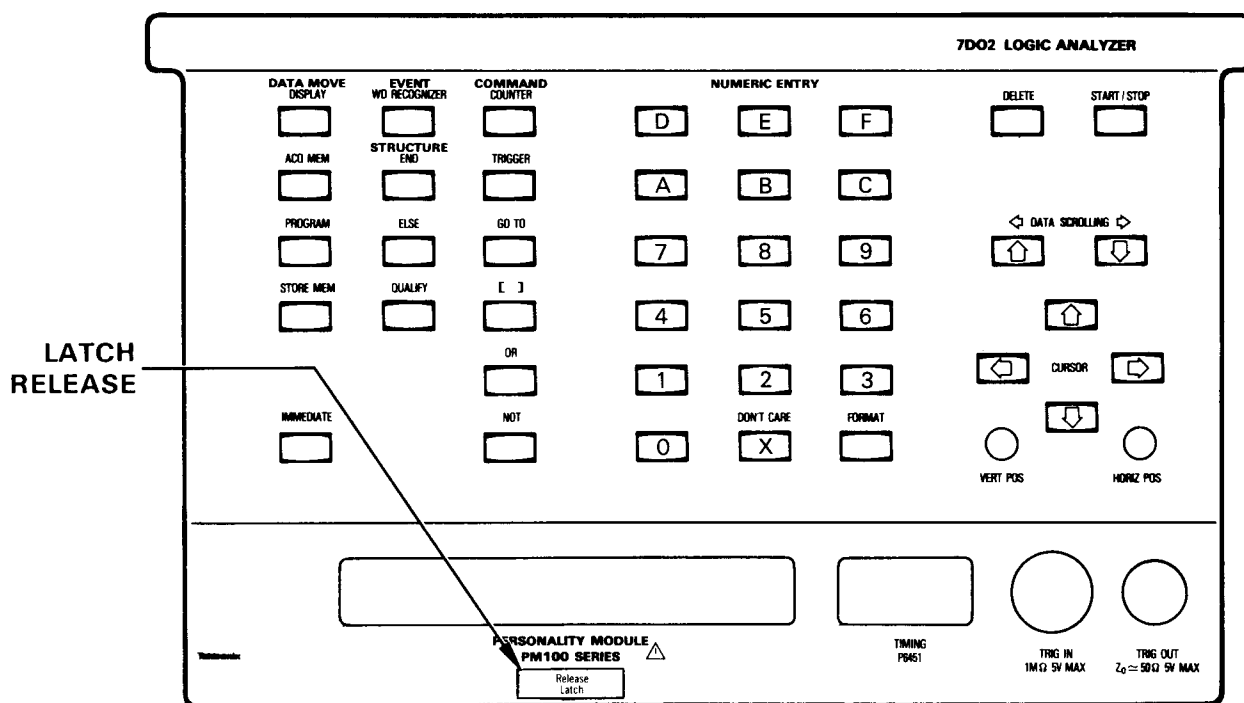 7D02 LOGIC ANALYZER
DATA MOVE EVENT COMMAND NUMERIC ENTRY
DISPLAY WD RECOGNIZER COUNTER DELETE START / STOP
D E F
STRUCTURE
ACQ MEM END TRIGGER
A B C
PROGRAM ELSE GO TO DATA SCROLLING
7 8 9
STORE MEM QUALIFY [ ]
4 5 6
LATCH
RELEASE
OR CURSOR
1 2 3
IMMEDIATE NOT DON'T CARE FORMAT
0 X
VERT POS HORIZ POS
PERSONALITY MODULE
PM100 SERIES
TIMING
P6451
TRIG IN
1MΩ 5V MAX
TRIG OUT
Z₀≃50Ω 5V MAX
Tektronix
Release
Latch